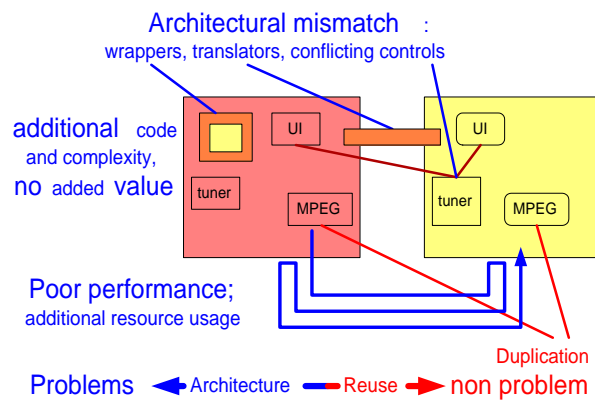 Architectural mismatch :
wrappers, translators, conflicting controls
additional code
and complexity,
no added value
UI
tuner
MPEG
UI
tuner
MPEG
Poor performance;
additional resource usage
Duplication
Problems Architecture Reuse non problem